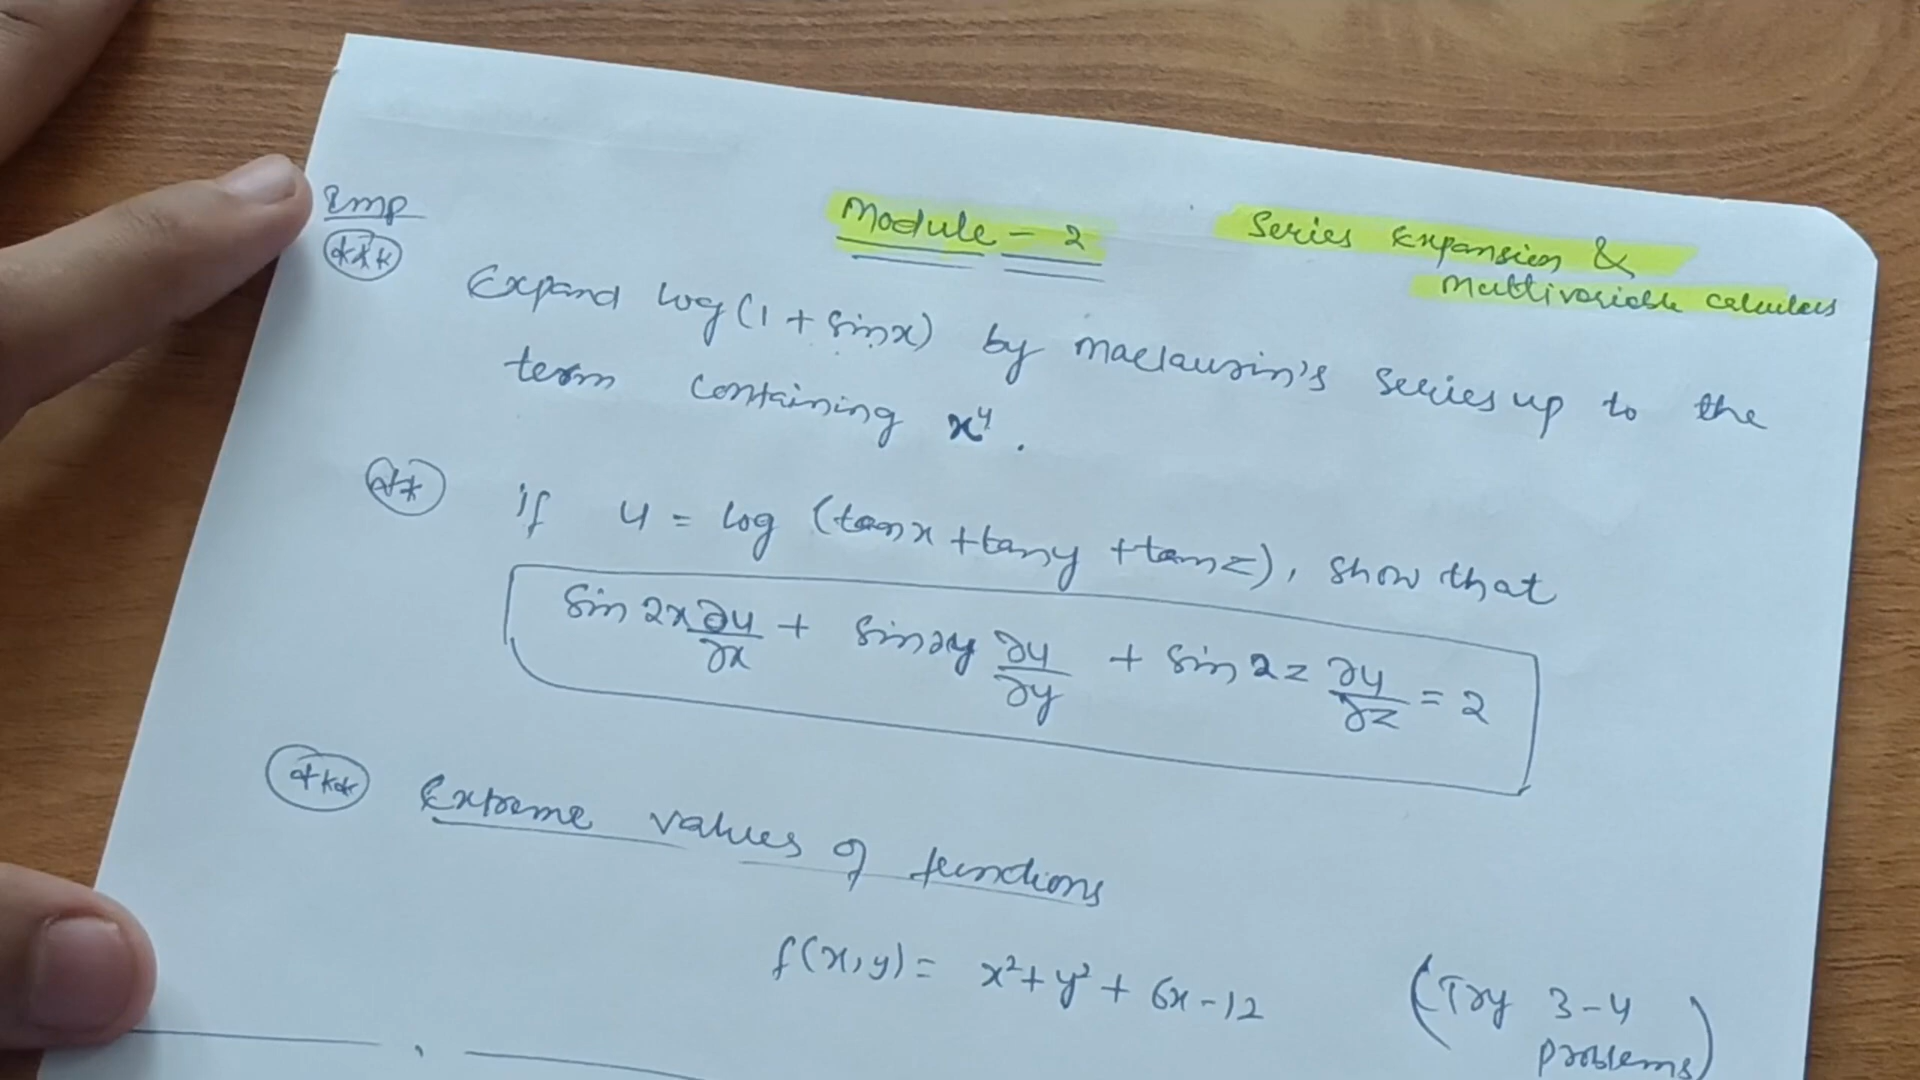 Imp
Module - 2
Series Expansion &
Multivariable calculus
*** Expand log(1 + sinx) by maclaurin's series up to the
term containing x⁴.
** if u = log (tanx + tany + tanz), show that
sin 2x ∂u/∂x + sin2y ∂u/∂y + sin 2z ∂u/∂z = 2
*** Extreme values of functions
f(x,y) = x² + y² + 6x - 12
(Try 3-4
problems)